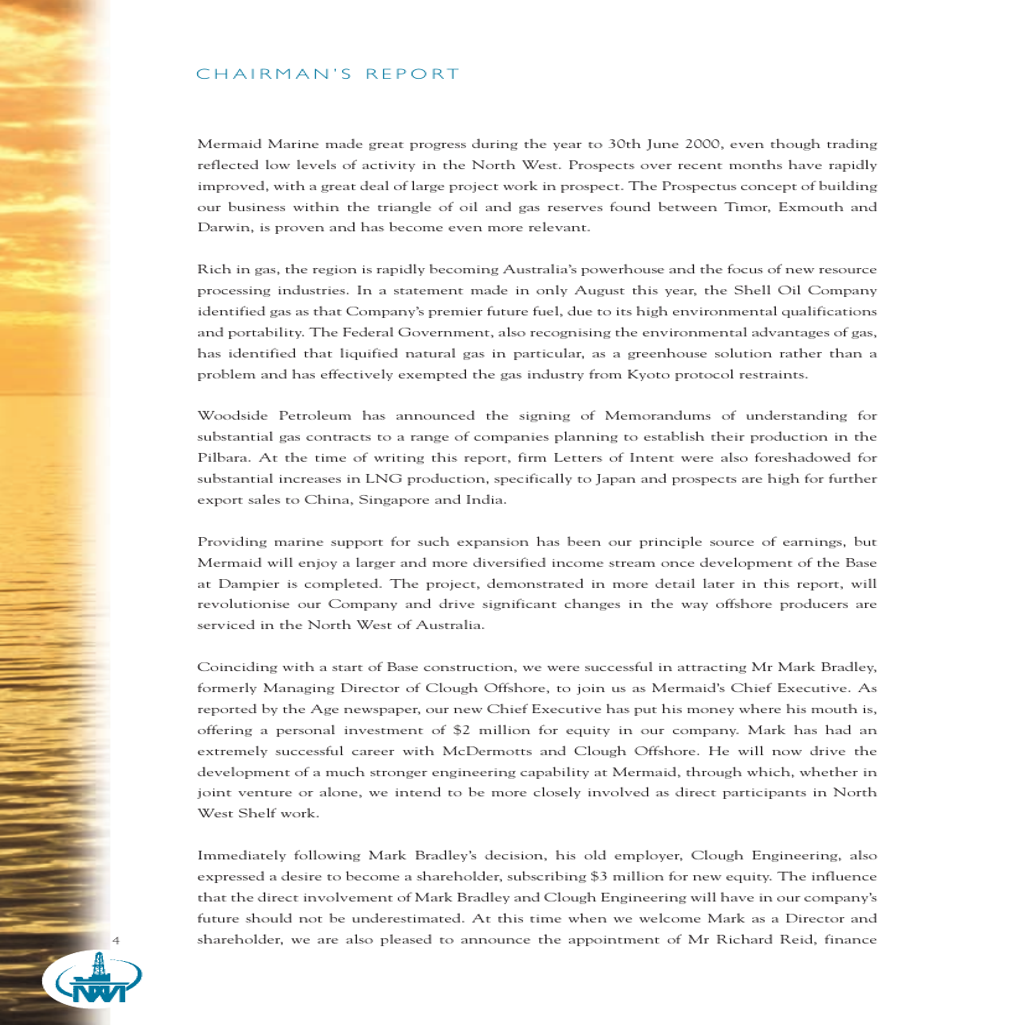 CHAIRMAN'S REPORT
Mermaid Marine made great progress during the year to 30th June 2000, even though trading
reflected low levels of activity in the North West. Prospects over recent months have rapidly
improved, with a great deal of large project work in prospect. The Prospectus concept of building
our business within the triangle of oil and gas reserves found between Timor, Exmouth and
Darwin, is proven and has become even more relevant.
Rich in gas, the region is rapidly becoming Australia's powerhouse and the focus of new resource
processing industries. In a statement made in only August this year, the Shell Oil Company
identified gas as that Company's premier future fuel, due to its high environmental qualifications
and portability. The Federal Government, also recognising the environmental advantages of gas,
has identified that liquified natural gas in particular, as a greenhouse solution rather than a
problem and has effectively exempted the gas industry from Kyoto protocol restraints.
Woodside Petroleum has announced the signing of Memorandums of understanding for
substantial gas contracts to a range of companies planning to establish their production in the
Pilbara. At the time of writing this report, firm Letters of Intent were also foreshadowed for
substantial increases in LNG production, specifically to Japan and prospects are high for further
export sales to China, Singapore and India.
Providing marine support for such expansion has been our principle source of earnings, but
Mermaid will enjoy a larger and more diversified income stream once development of the Base
at Dampier is completed. The project, demonstrated in more detail later in this report, will
revolutionise our Company and drive significant changes in the way offshore producers are
serviced in the North West of Australia.
Coinciding with a start of Base construction, we were successful in attracting Mr Mark Bradley,
formerly Managing Director of Clough Offshore, to join us as Mermaid's Chief Executive. As
reported by the Age newspaper, our new Chief Executive has put his money where his mouth is,
offering a personal investment of $2 million for equity in our company. Mark has had an
extremely successful career with McDermotts and Clough Offshore. He will now drive the
development of a much stronger engineering capability at Mermaid, through which, whether in
joint venture or alone, we intend to be more closely involved as direct participants in North
West Shelf work.
Immediately following Mark Bradley's decision, his old employer, Clough Engineering, also
expressed a desire to become a shareholder, subscribing $3 million for new equity. The influence
that the direct involvement of Mark Bradley and Clough Engineering will have in our company's
future should not be underestimated. At this time when we welcome Mark as a Director and
shareholder, we are also pleased to announce the appointment of Mr Richard Reid, finance
4